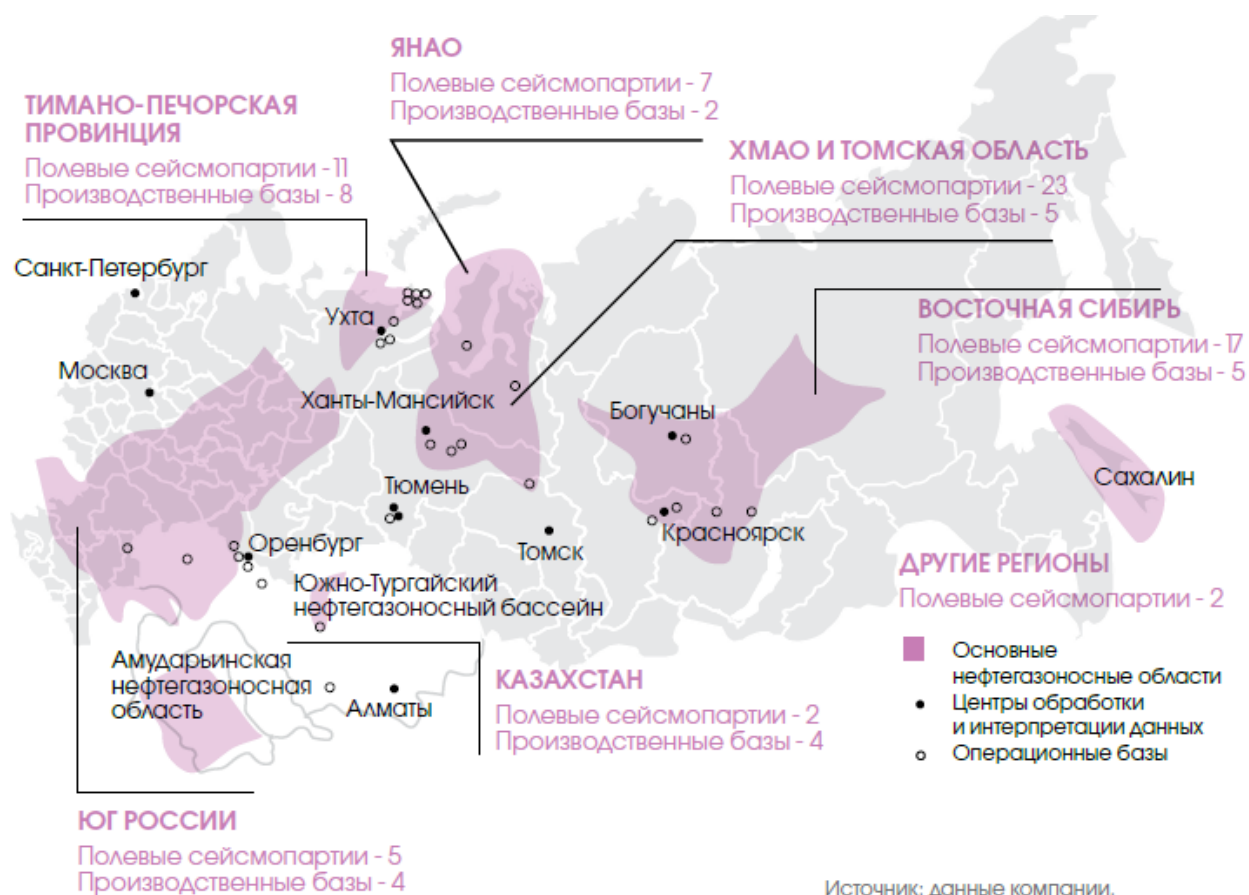 ЯНАО
Полевые сейсмопартии - 7
Производственные базы - 2
ТИМАНО-ПЕЧОРСКАЯ
ПРОВИНЦИЯ
Полевые сейсмопартии - 11
Производственные базы - 8
ХМАО И ТОМСКАЯ ОБЛАСТЬ
Полевые сейсмопартии - 23
Производственные базы - 5
Санкт-Петербург
Ухта
ВОСТОЧНАЯ СИБИРЬ
Полевые сейсмопартии - 17
Производственные базы - 5
Москва
Ханты-Мансийск
Богучаны
Сахалин
Тюмень
Оренбург
Томск
Красноярск
Южно-Тургайский
нефтегазоносный бассейн
ДРУГИЕ РЕГИОНЫ
Полевые сейсмопартии - 2
Основные
нефтегазоносные области
Центры обработки
и интерпретации данных
Операционные базы
Амударьинская
нефтегазоносная
область
Алматы
КАЗАХСТАН
Полевые сейсмопартии - 2
Производственные базы - 4
ЮГ РОССИИ
Полевые сейсмопартии - 5
Производственные базы - 4
Источник: данные компании.